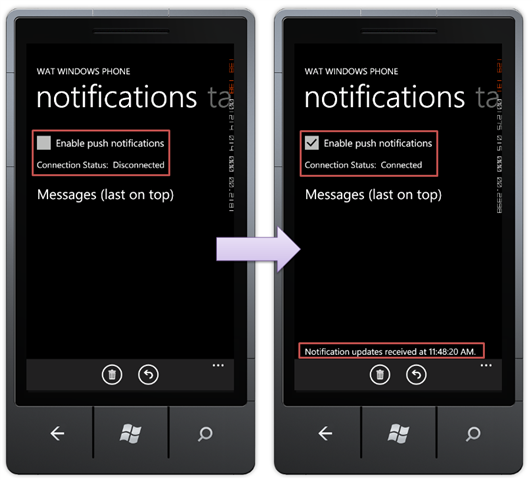 WAT WINDOWS PHONE
notifications ta
Enable push notifications
Connection Status: Disconnected
Messages (last on top)
WAT WINDOWS PHONE
notifications ta
Enable push notifications
Connection Status: Connected
Messages (last on top)
Notification updates received at 11:48:20 AM.